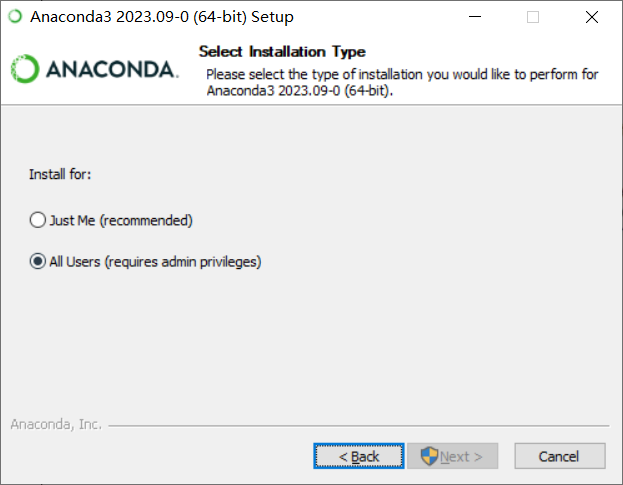 Anaconda3 2023.09-0 (64-bit) Setup
ANACONDA.
Select Installation Type
Please select the type of installation you would like to perform for
Anaconda3 2023.09-0 (64-bit).
Install for:
Just Me (recommended)
All Users (requires admin privileges)
Anaconda, Inc.
< Back
Next >
Cancel